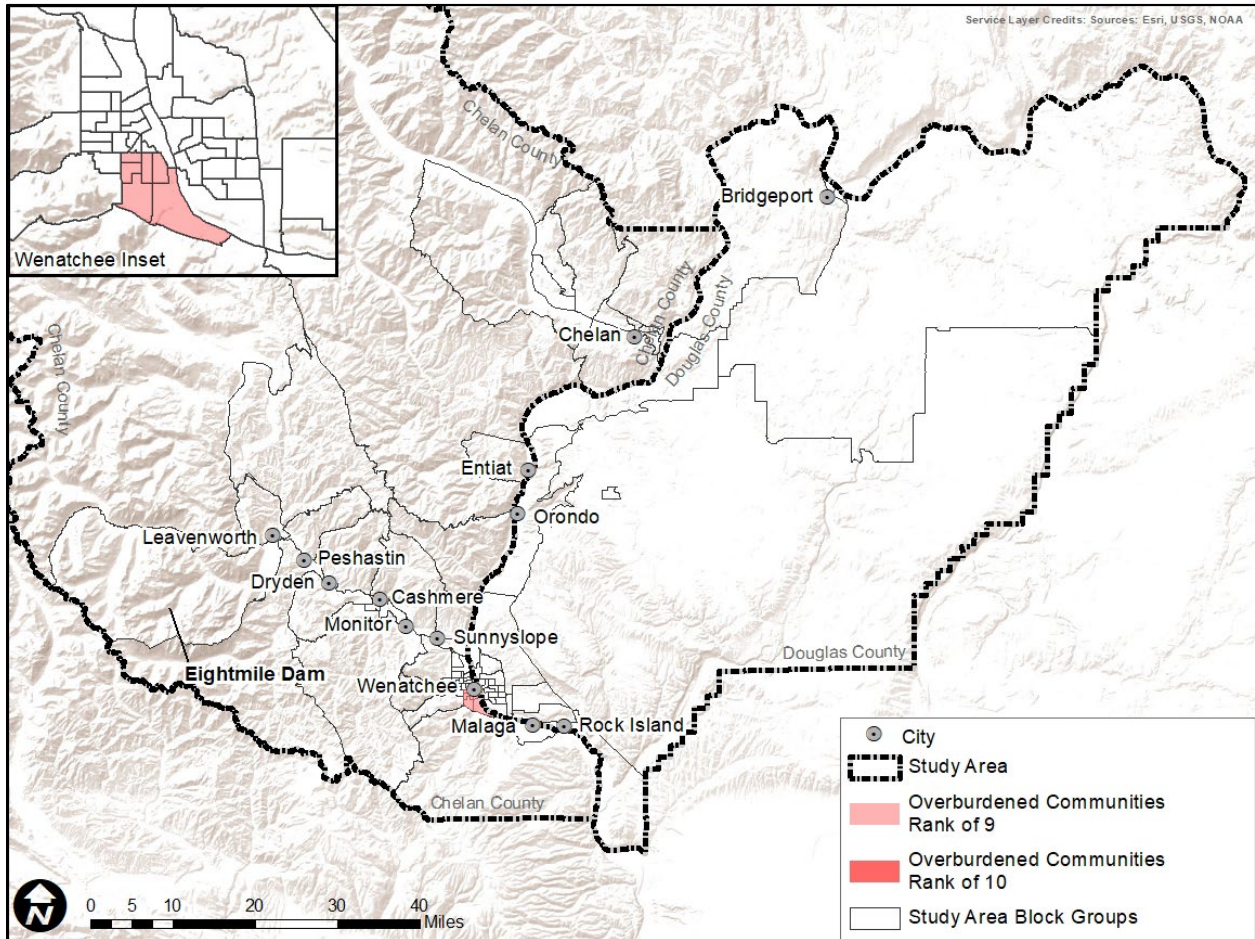 Service Layer Credits: Sources: Esri, USGS, NOAA
Wenatchee Inset
Chelan County
Bridgeport
Chelan County
Chelan
Chelan County
Douglas County
Entiat
Orondo
Leavenworth
Peshastin
Dryden
Cashmere
Monitor
Sunnyslope
Eightmile Dam
Wenatchee
Douglas County
Malaga
Rock Island
Chelan County
City
Study Area
Overburdened Communities
Rank of 9
Overburdened Communities
Rank of 10
Study Area Block Groups
N
0 5 10 20 30 40
Miles